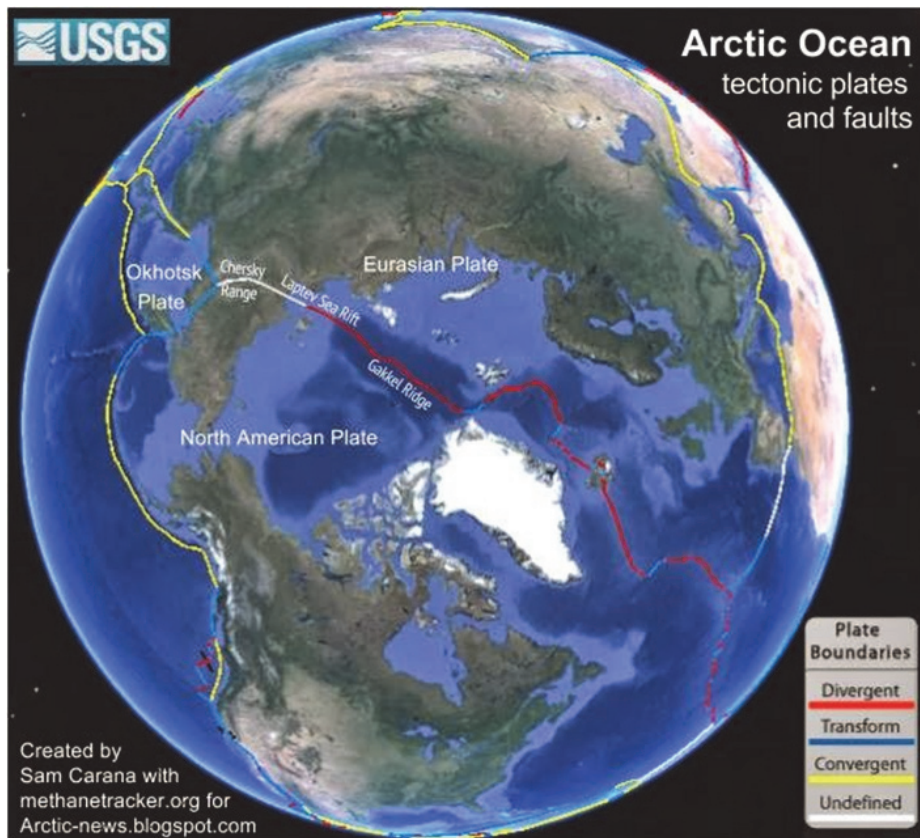 USGS
Arctic Ocean
tectonic plates
and faults
Eurasian Plate
Okhotsk
Plate
Chersky
Range
Laptev Sea Rift
Gakkel Ridge
North American Plate
Plate
Boundaries
Divergent
Transform
Convergent
Undefined
Created by
Sam Carana with
methanetracker.org for
Arctic-news.blogspot.com